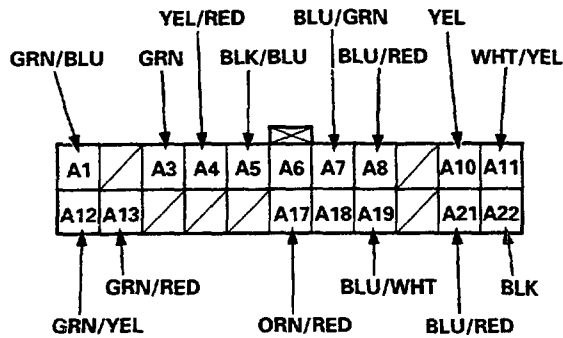 YEL/RED BLU/GRN YEL
GRN/BLU GRN BLK/BLU BLU/RED WHT/YEL
A1 A3 A4 A5 A6 A7 A8 A10 A11
A12 A13 A17 A18 A19 A21 A22
GRN/RED BLU/WHT BLK
GRN/YEL ORN/RED BLU/RED